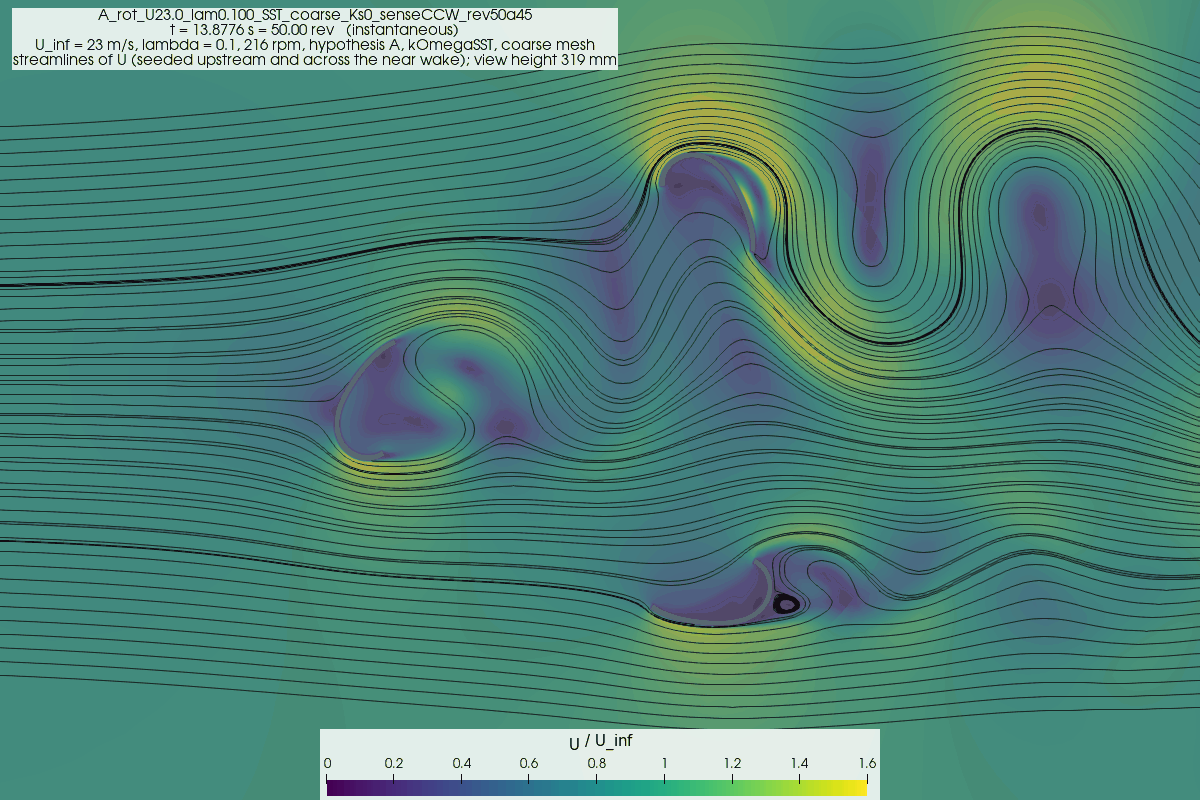 A_rot_U23.0_lam0.100_SST_coarse_Ks0_senseCCW_rev50a45
t = 13.8776 s = 50.00 rev (instantaneous)
U_inf = 23 m/s, lambda = 0.1, 216 rpm, hypothesis A, kOmegaSST, coarse mesh
streamlines of U (seeded upstream and across the near wake); view height 319 mm
U / U_inf
0 0.2 0.4 0.6 0.8 1 1.2 1.4 1.6